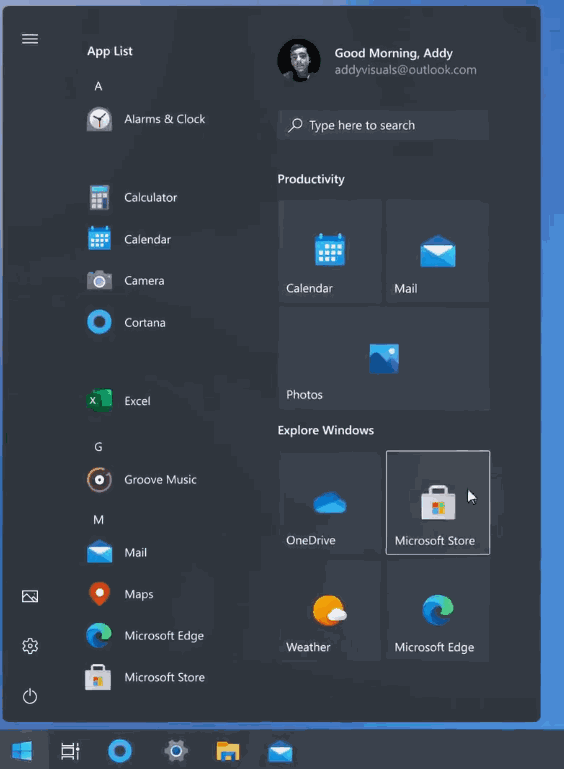 App List
A
Alarms & Clock
Calculator
Calendar
Camera
Cortana
Excel
G
Groove Music
M
Mail
Maps
Microsoft Edge
Microsoft Store
Good Morning, Addy
addyvisuals@outlook.com
Type here to search
Productivity
Calendar
Mail
Photos
Explore Windows
OneDrive
Microsoft Store
Weather
Microsoft Edge